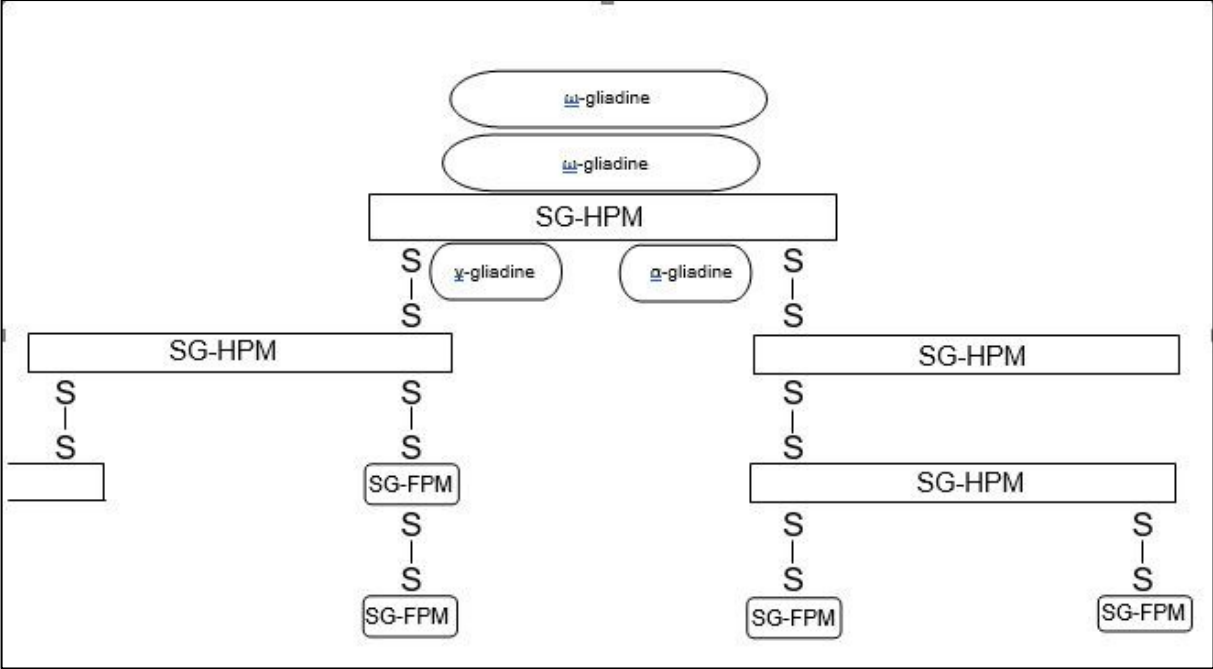 ω-gliadine
ω-gliadine
SG-HPM
S S
γ-gliadine α-gliadine
S S
SG-HPM SG-HPM
S S S
S S S
SG-FPM SG-HPM
S S S
S S S
SG-FPM SG-FPM SG-FPM